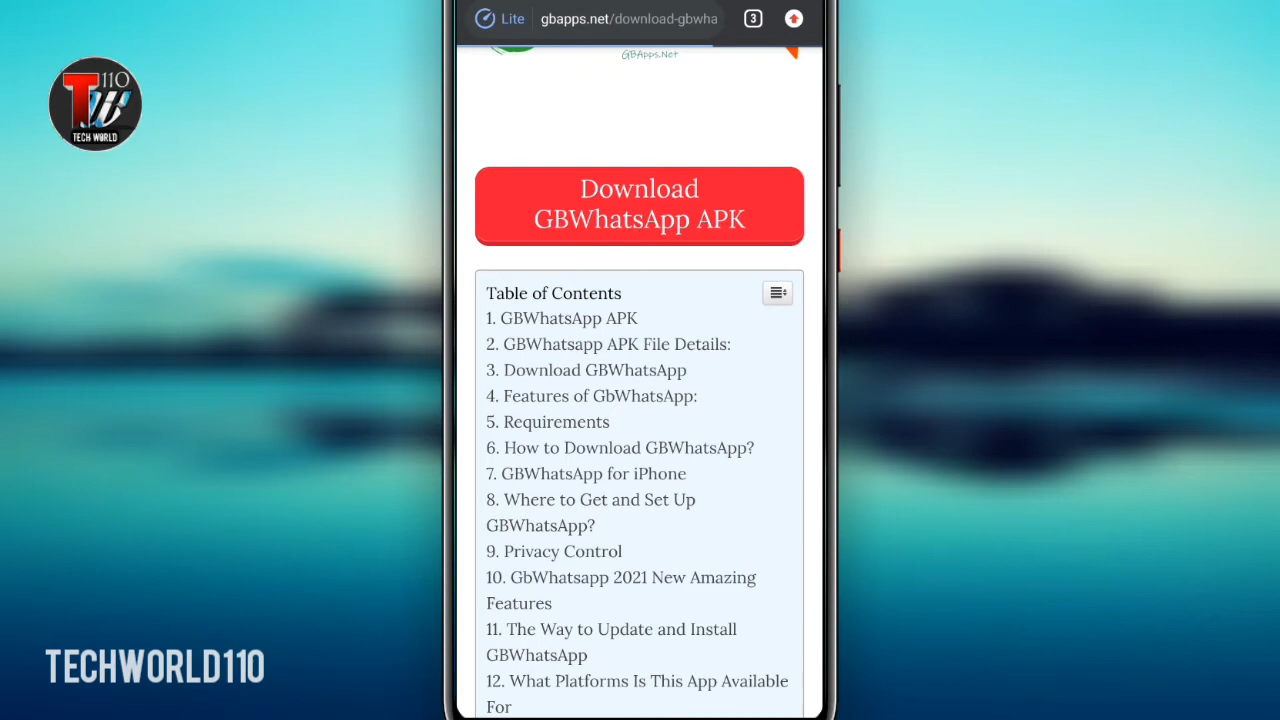 Lite
gbapps.net/download-gbwha
3
GBApps.Net
T 110
W
TECH WORLD
Download
GBWhatsApp APK
Table of Contents
1. GBWhatsApp APK
2. GBWhatsapp APK File Details:
3. Download GBWhatsApp
4. Features of GbWhatsApp:
5. Requirements
6. How to Download GBWhatsApp?
7. GBWhatsApp for iPhone
8. Where to Get and Set Up
GBWhatsApp?
9. Privacy Control
10. GbWhatsapp 2021 New Amazing
Features
11. The Way to Update and Install
GBWhatsApp
12. What Platforms Is This App Available
For
TECHWORLD110